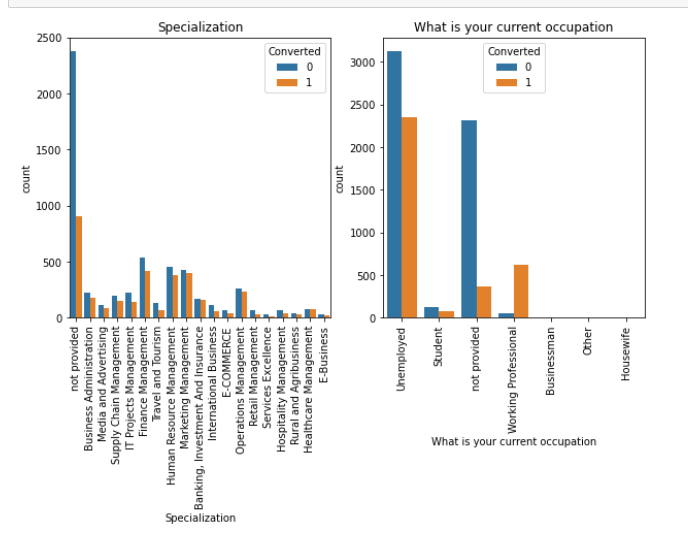 Specialization
Converted
0
1
2500
2000
1500
1000
500
0
count
not provided
Business Administration
Media and Advertising
Supply Chain Management
IT Projects Management
Finance Management
Travel and Tourism
Human Resource Management
Marketing Management
Banking, Investment And Insurance
International Business
E-COMMERCE
Operations Management
Retail Management
Services Excellence
Hospitality Management
Rural and Agribusiness
Healthcare Management
E-Business
Specialization
What is your current occupation
Converted
0
1
3000
2500
2000
1500
1000
500
0
count
Unemployed
Student
not provided
Working Professional
Businessman
Other
Housewife
What is your current occupation